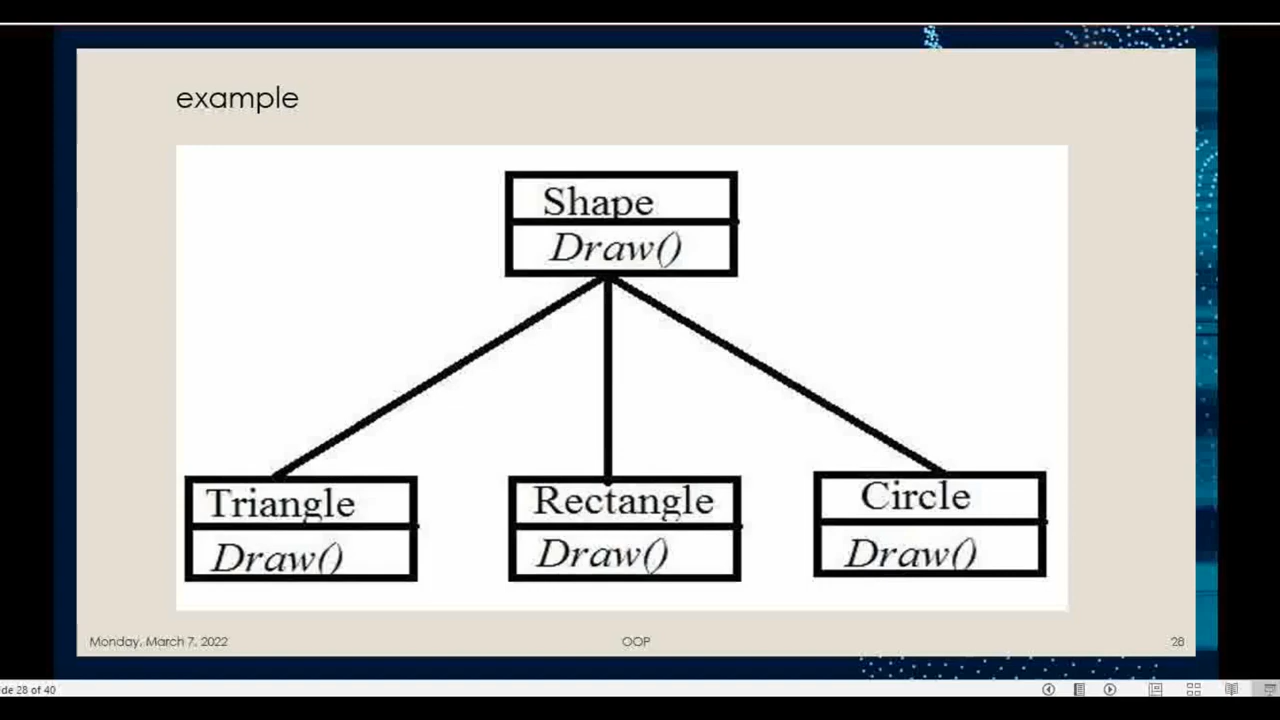 example
Shape
Draw()
Triangle
Rectangle
Circle
Draw()
Draw()
Draw()
Monday, March 7, 2022
OOP
28
de 28 of 40